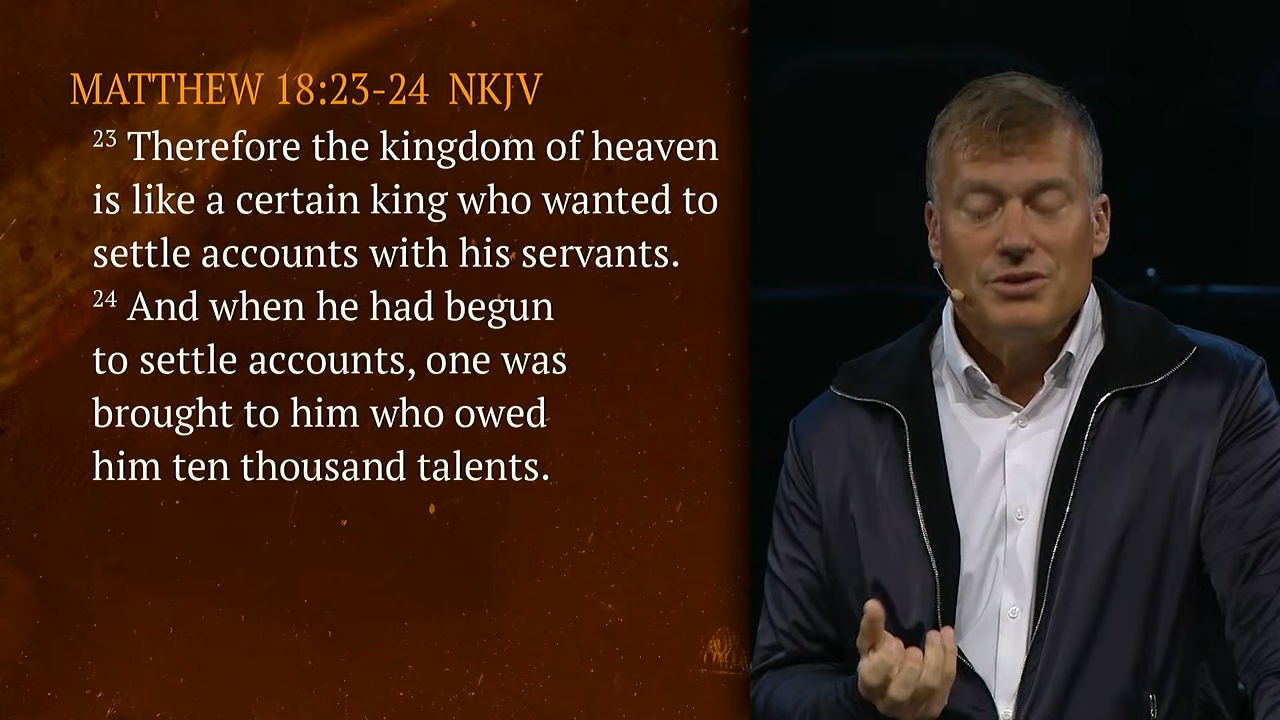 MATTHEW 18:23-24 NKJV
23 Therefore the kingdom of heaven
is like a certain king who wanted to
settle accounts with his servants.
24 And when he had begun
to settle accounts, one was
brought to him who owed
him ten thousand talents.